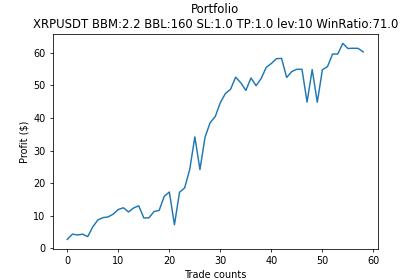 Portfolio
XRPUSDT BBM:2.2 BBL:160 SL:1.0 TP:1.0 lev:10 WinRatio:71.0
Profit ($)
60
50
40
30
20
10
0
0 10 20 30 40 50 60
Trade counts